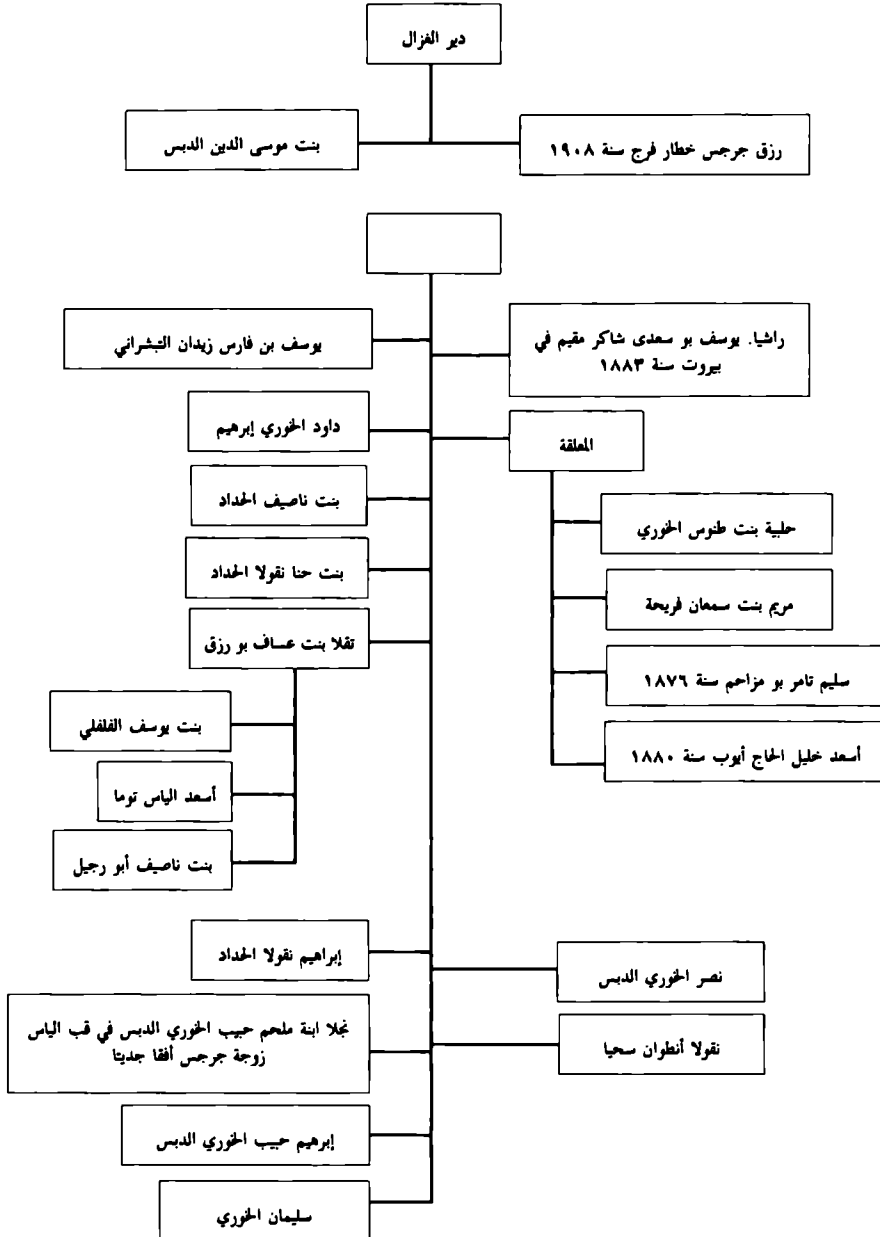 دير الغزال
رزق جرجس خطار فرج سنة ١٩٠٨
بنت موسى الدين الدبس
راشيا. يوسف بو سعدى شاكر مقيم في
بيروت سنة ١٨٨٣
يوسف بن فارس زيدان التبشراني
داود الخوري إبرهيم
المعلقة
بنت ناصيف الحداد
حلبية بنت طنوس الخوري
بنت حنا نقولا الحداد
مريم بنت سمعان فريحة
تقلا بنت عساف بو رزق
سليم تامر بو مزاحم سنة ١٨٧٦
بنت يوسف الفلفلي
أسعد خليل الحاج أيوب سنة ١٨٨٠
أسعد الياس توما
بنت ناصيف أبو رجيل
إبراهيم نقولا الحداد
نصر الخوري الدبس
نجلا ابنة ملحم حبيب الخوري الدبس في قب الياس
زوجة جرجس أفقا جديتا
نقولا أنطوان سحيا
إبرهيم حبيب الخوري الدبس
سليمان الخوري